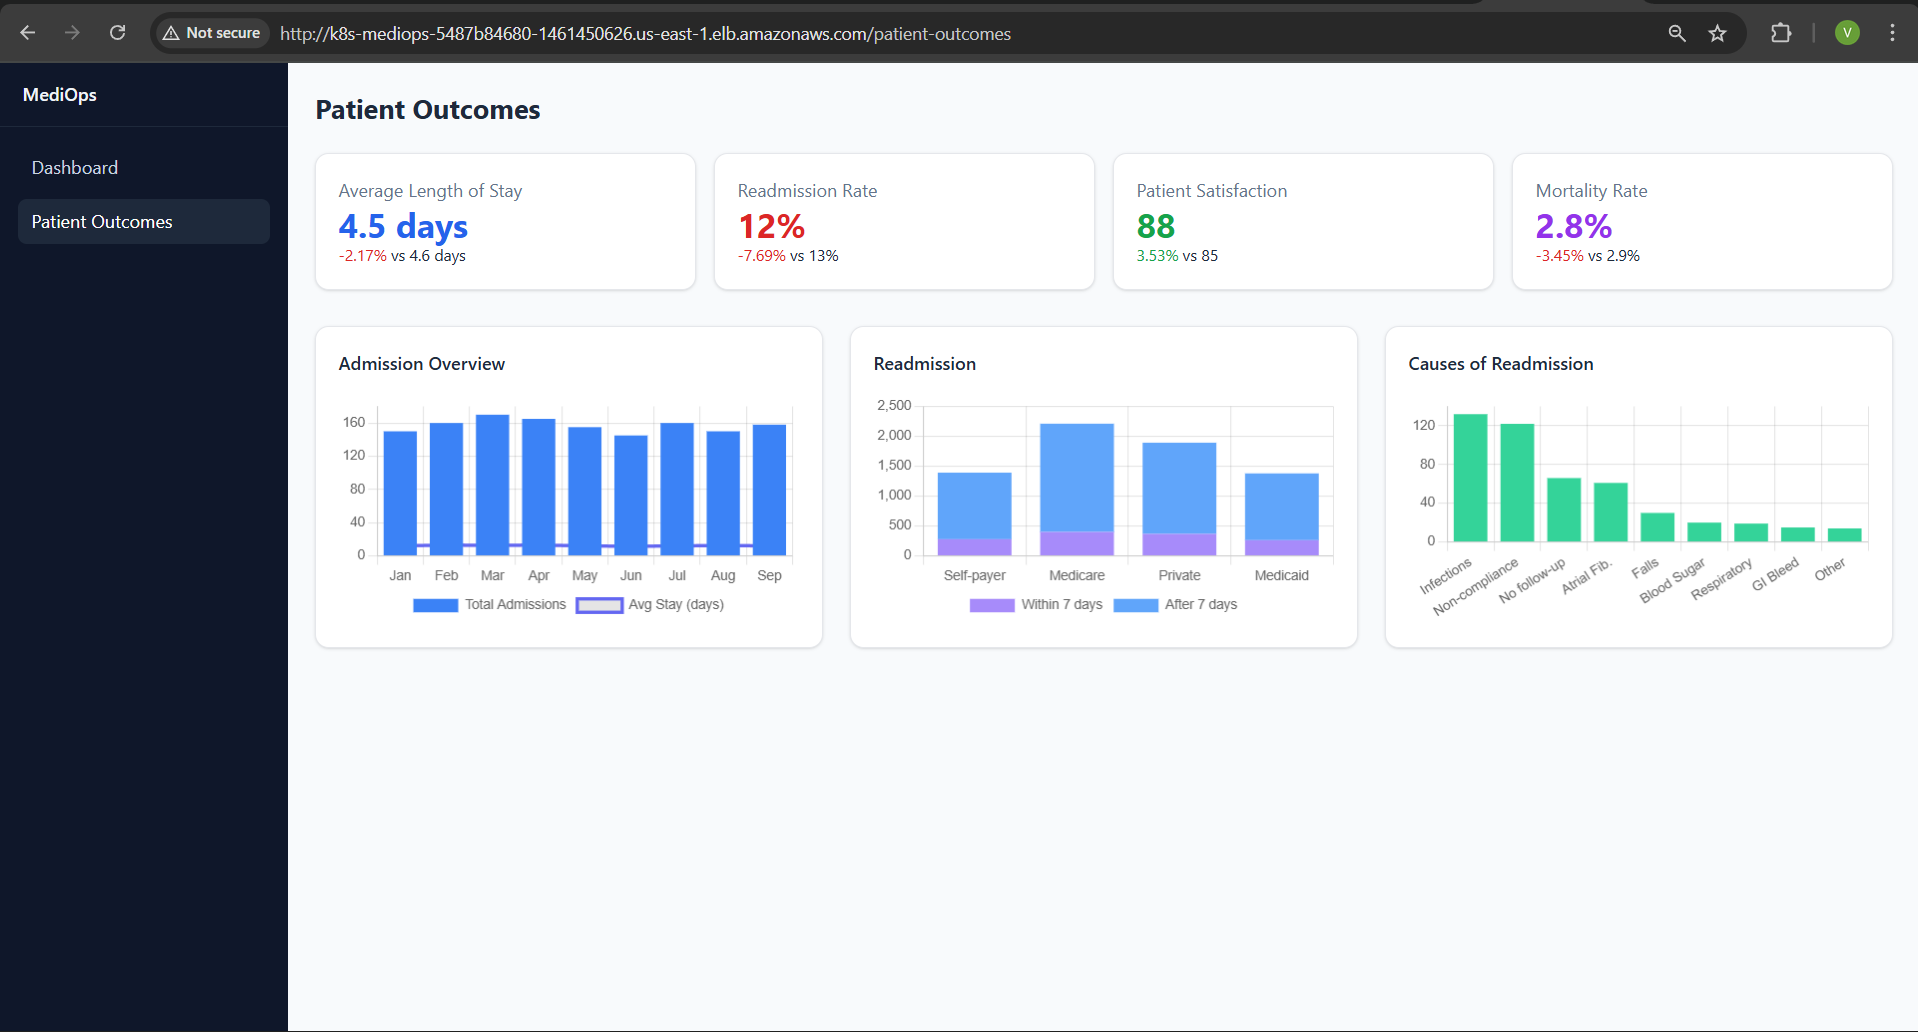 Not secure
http://k8s-mediops-5487b84680-1461450626.us-east-1.elb.amazonaws.com/patient-outcomes
V
MediOps
Dashboard
Patient Outcomes
Patient Outcomes
Average Length of Stay
4.5 days
-2.17% vs 4.6 days
Readmission Rate
12%
-7.69% vs 13%
Patient Satisfaction
88
3.53% vs 85
Mortality Rate
2.8%
-3.45% vs 2.9%
Admission Overview
160
120
80
40
0
Jan Feb Mar Apr May Jun Jul Aug Sep
Total Admissions Avg Stay (days)
Readmission
2,500
2,000
1,500
1,000
500
0
Self-payer Medicare Private Medicaid
Within 7 days After 7 days
Causes of Readmission
120
80
40
0
Infections
Non-compliance
No follow-up
Atrial Fib.
Falls
Blood Sugar
Respiratory
GI Bleed
Other